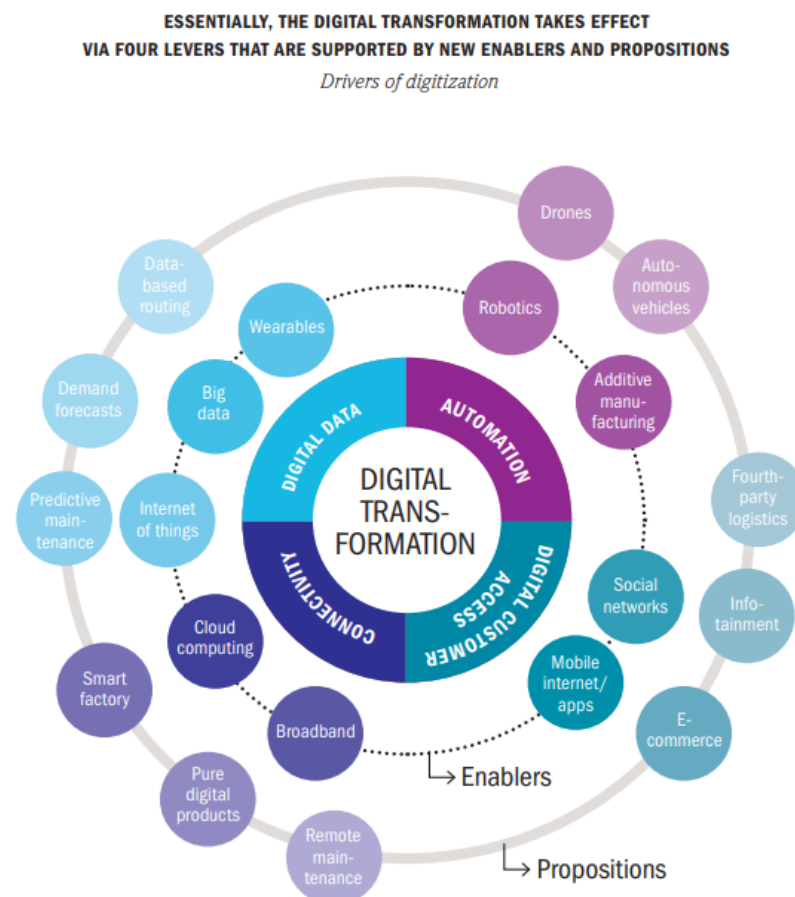 ESSENTIALLY, THE DIGITAL TRANSFORMATION TAKES EFFECT
VIA FOUR LEVERS THAT ARE SUPPORTED BY NEW ENABLERS AND PROPOSITIONS
Drivers of digitization
Drones
Data-
based
routing
Auto-
nomous
vehicles
Wearables
Robotics
Demand
forecasts
Big
data
Additive
manu-
facturing
DIGITAL DATA
AUTOMATION
DIGITAL
TRANS-
FORMATION
CONNECTIVITY
DIGITAL CUSTOMER
ACCESS
Predictive
main-
tenance
Internet
of things
Fourth-
party
logistics
Social
networks
Info-
tainment
Cloud
computing
Mobile
internet/
apps
Smart
factory
Broadband
E-
commerce
Pure
digital
products
Enablers
Remote
main-
tenance
Propositions